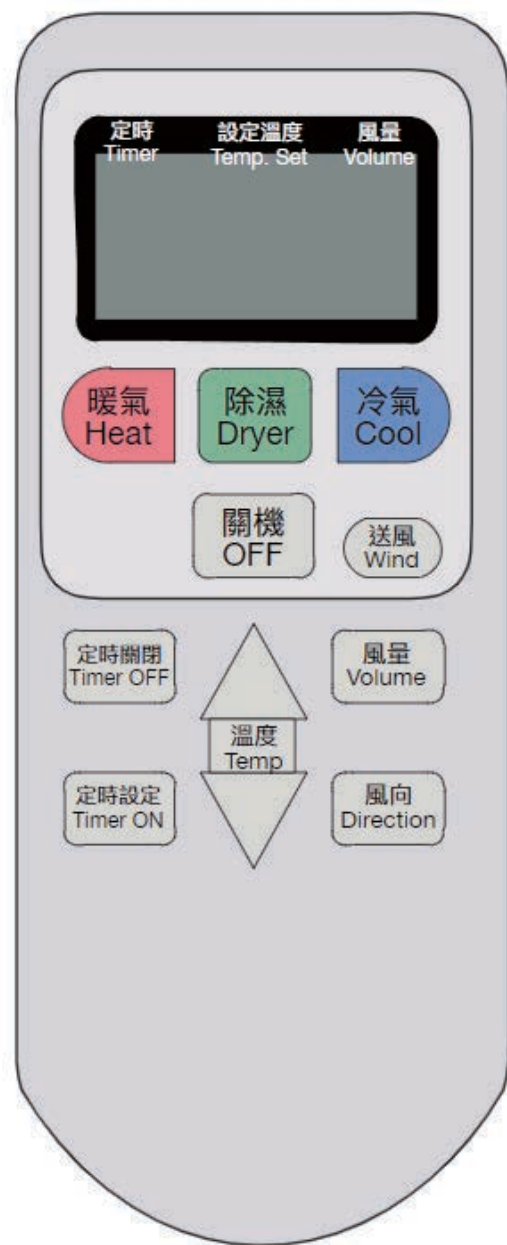 定時 設定溫度 風量
Timer Temp. Set Volume
暖氣 除濕 冷氣
Heat Dryer Cool
關機 送風
OFF Wind
定時關閉 風量
Timer OFF Volume
溫度
Temp
定時設定 風向
Timer ON Direction